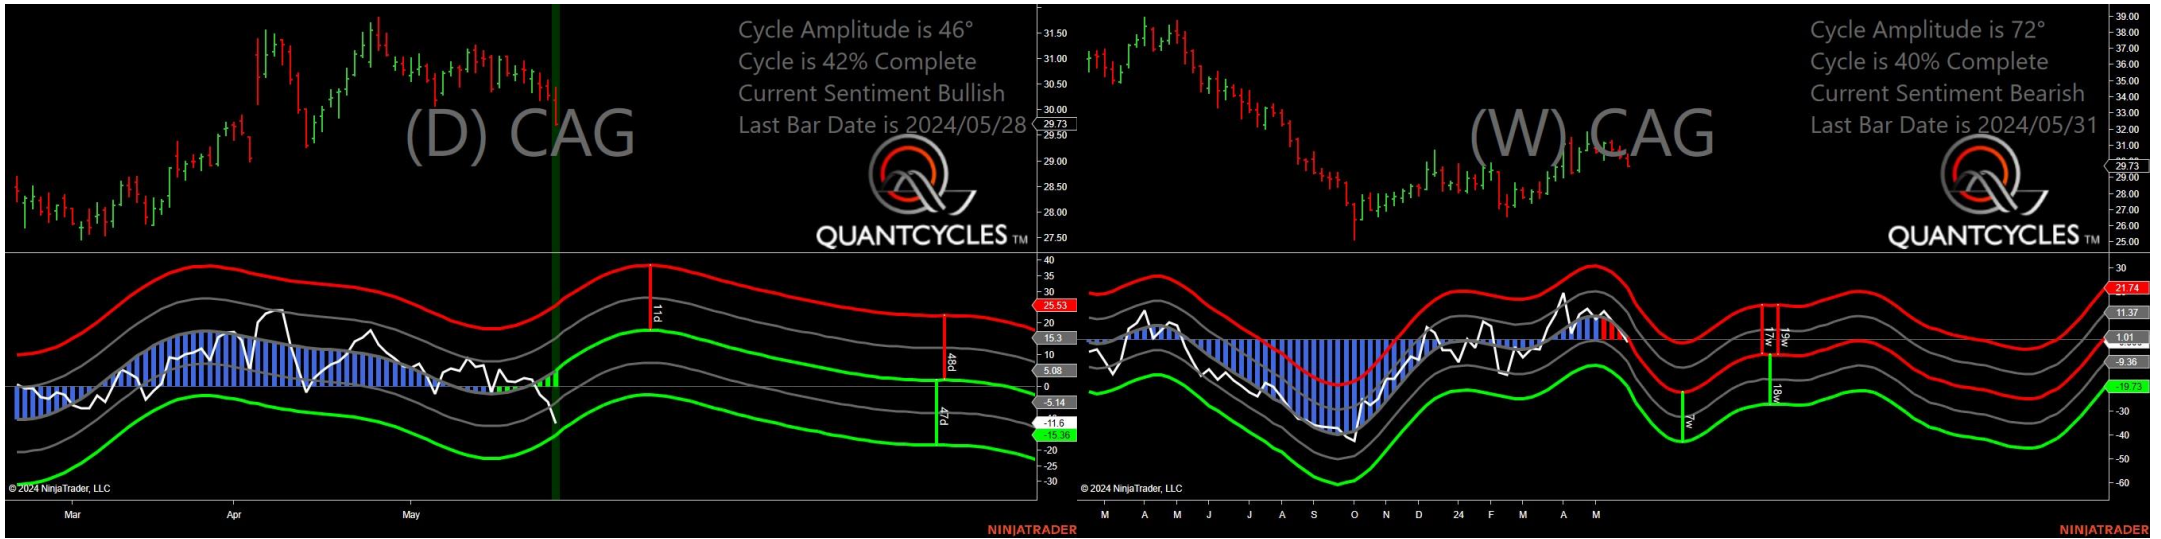 Cycle Amplitude is 46°
Cycle is 42% Complete
Current Sentiment Bullish
Last Bar Date is 2024/05/28
(D) CAG
QUANTCYCLES TM
31.50
31.00
30.50
30.00
29.73
29.50
29.00
28.50
28.00
27.50
40
35
30
25.53
20
15.3
10
5.08
0
-5.14
-11.6
-15.36
-20
-25
-30
11d
48d
47d
© 2024 NinjaTrader, LLC
Mar Apr May
NINJATRADER
Cycle Amplitude is 72°
Cycle is 40% Complete
Current Sentiment Bearish
Last Bar Date is 2024/05/31
(W) CAG
QUANTCYCLES TM
39.00
38.00
37.00
36.00
35.00
34.00
33.00
32.00
31.00
29.73
29.00
28.00
27.00
26.00
25.00
30
21.74
11.37
1.01
-9.36
-19.73
-30
-40
-50
-60
7w
17w
19w
18w
© 2024 NinjaTrader, LLC
M A M J J A S O N D 24 F M A M
NINJATRADER